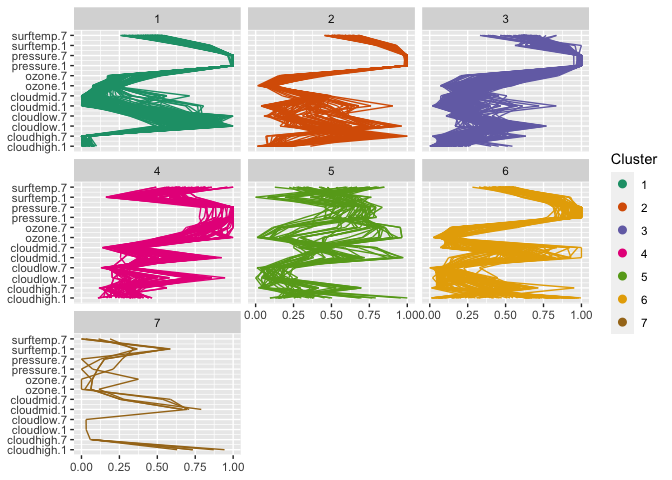 1 2 3
surftemp.7
surftemp.1
pressure.7
pressure.1
ozone.7
ozone.1
cloudmid.7
cloudmid.1
cloudlow.7
cloudlow.1
cloudhigh.7
cloudhigh.1
4 5 6
surftemp.7
surftemp.1
pressure.7
pressure.1
ozone.7
ozone.1
cloudmid.7
cloudmid.1
cloudlow.7
cloudlow.1
cloudhigh.7
cloudhigh.1
0.00 0.25 0.50 0.75 1.00 0.00 0.25 0.50 0.75 1.00
7
surftemp.7
surftemp.1
pressure.7
pressure.1
ozone.7
ozone.1
cloudmid.7
cloudmid.1
cloudlow.7
cloudlow.1
cloudhigh.7
cloudhigh.1
0.00 0.25 0.50 0.75 1.00
Cluster
1
2
3
4
5
6
7